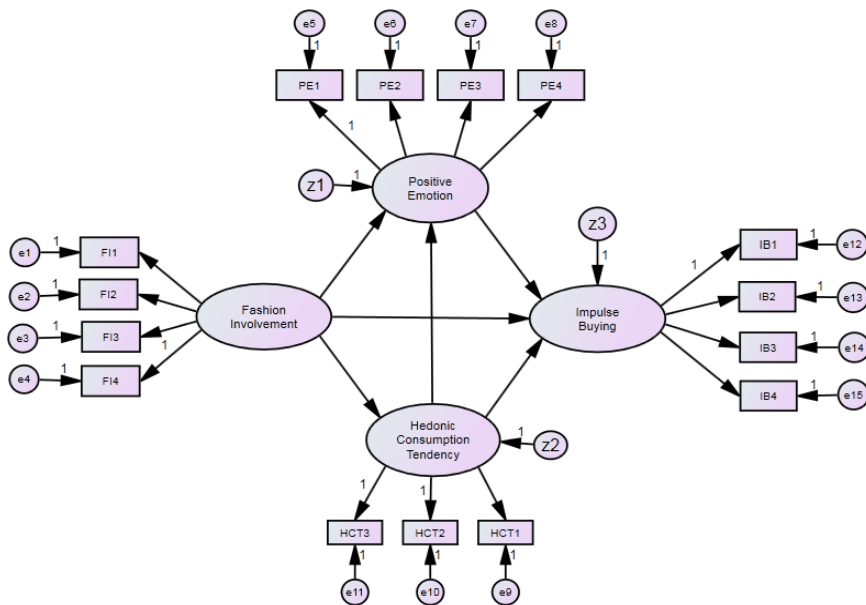 e5 e6 e7 e8
1 1 1 1
PE1 PE2 PE3 PE4
1
Positive
Emotion
z1 1
z3
1
e1 1 FI1
e2 1 FI2
e3 1 FI3
e4 1 FI4
1
Fashion
Involvement
Impulse
Buying
1
IB1 1 e12
IB2 1 e13
IB3 1 e14
IB4 1 e15
Hedonic
Consumption
Tendency
1 z2
1 1
HCT3 HCT2 HCT1
1 1 1
e11 e10 e9